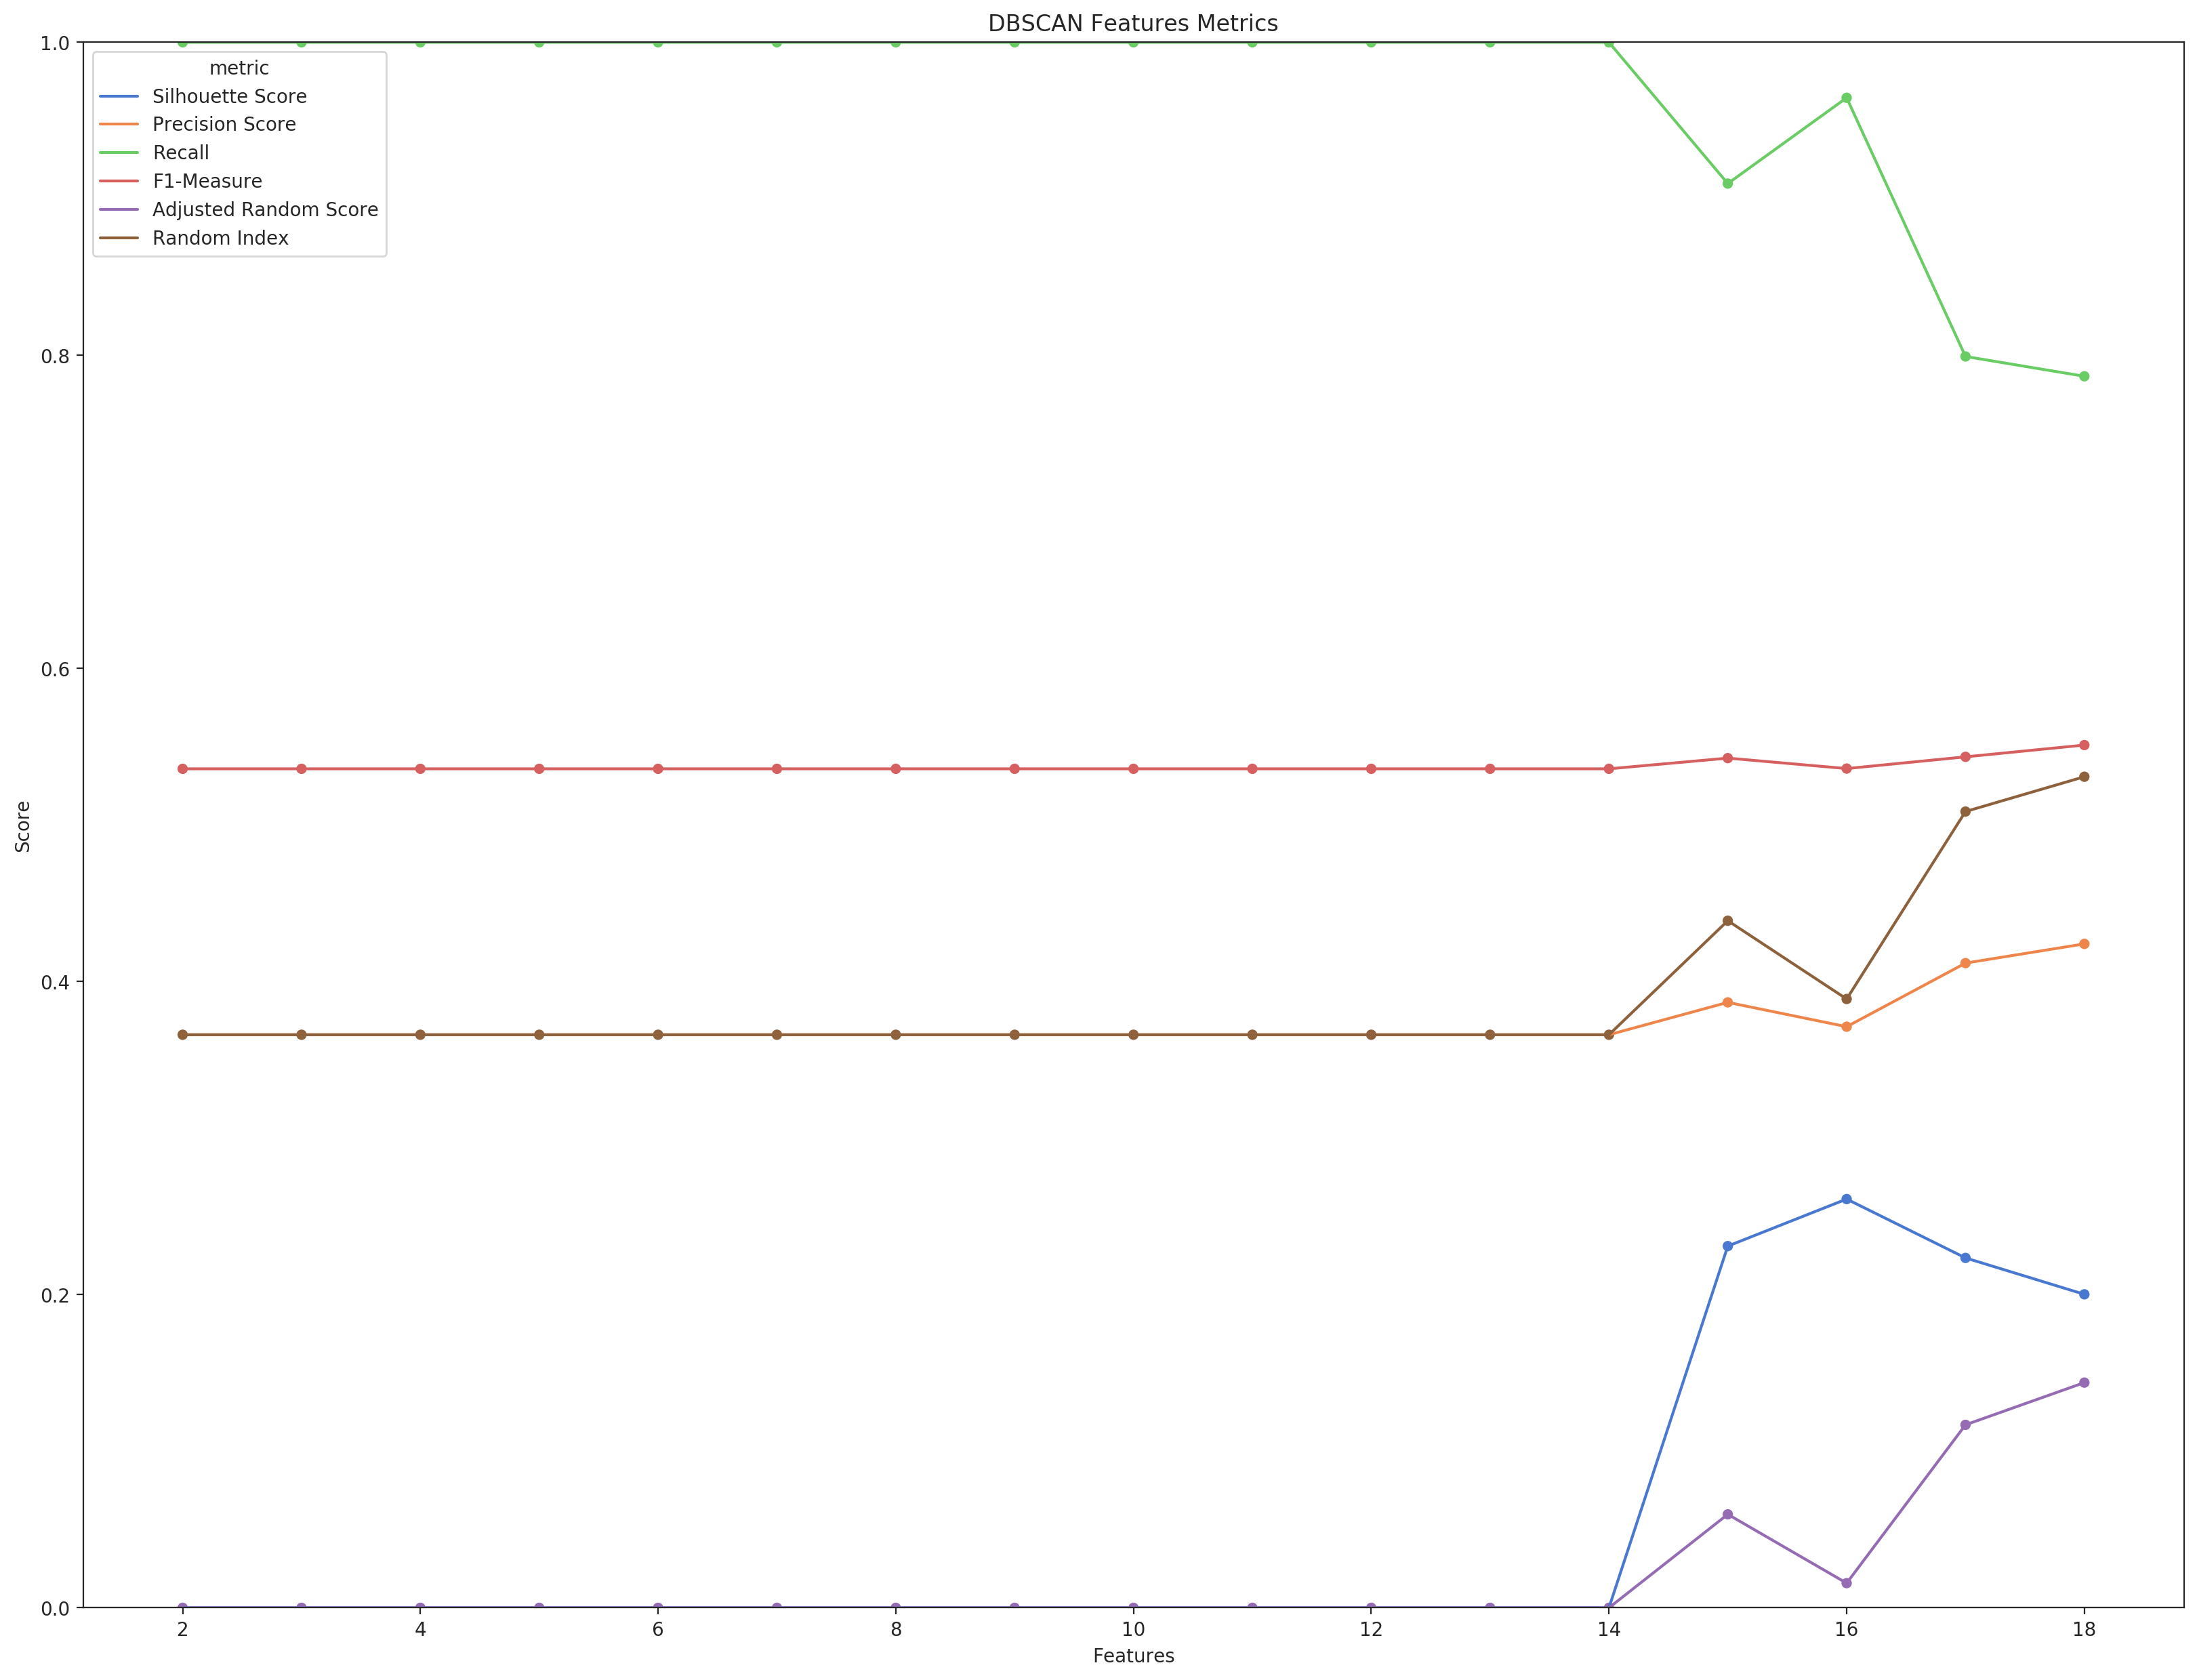 DBSCAN Features Metrics
metric
Silhouette Score
Precision Score
Recall
F1-Measure
Adjusted Random Score
Random Index
1.0
0.8
0.6
0.4
0.2
0.0
Score
2 4 6 8 10 12 14 16 18
Features